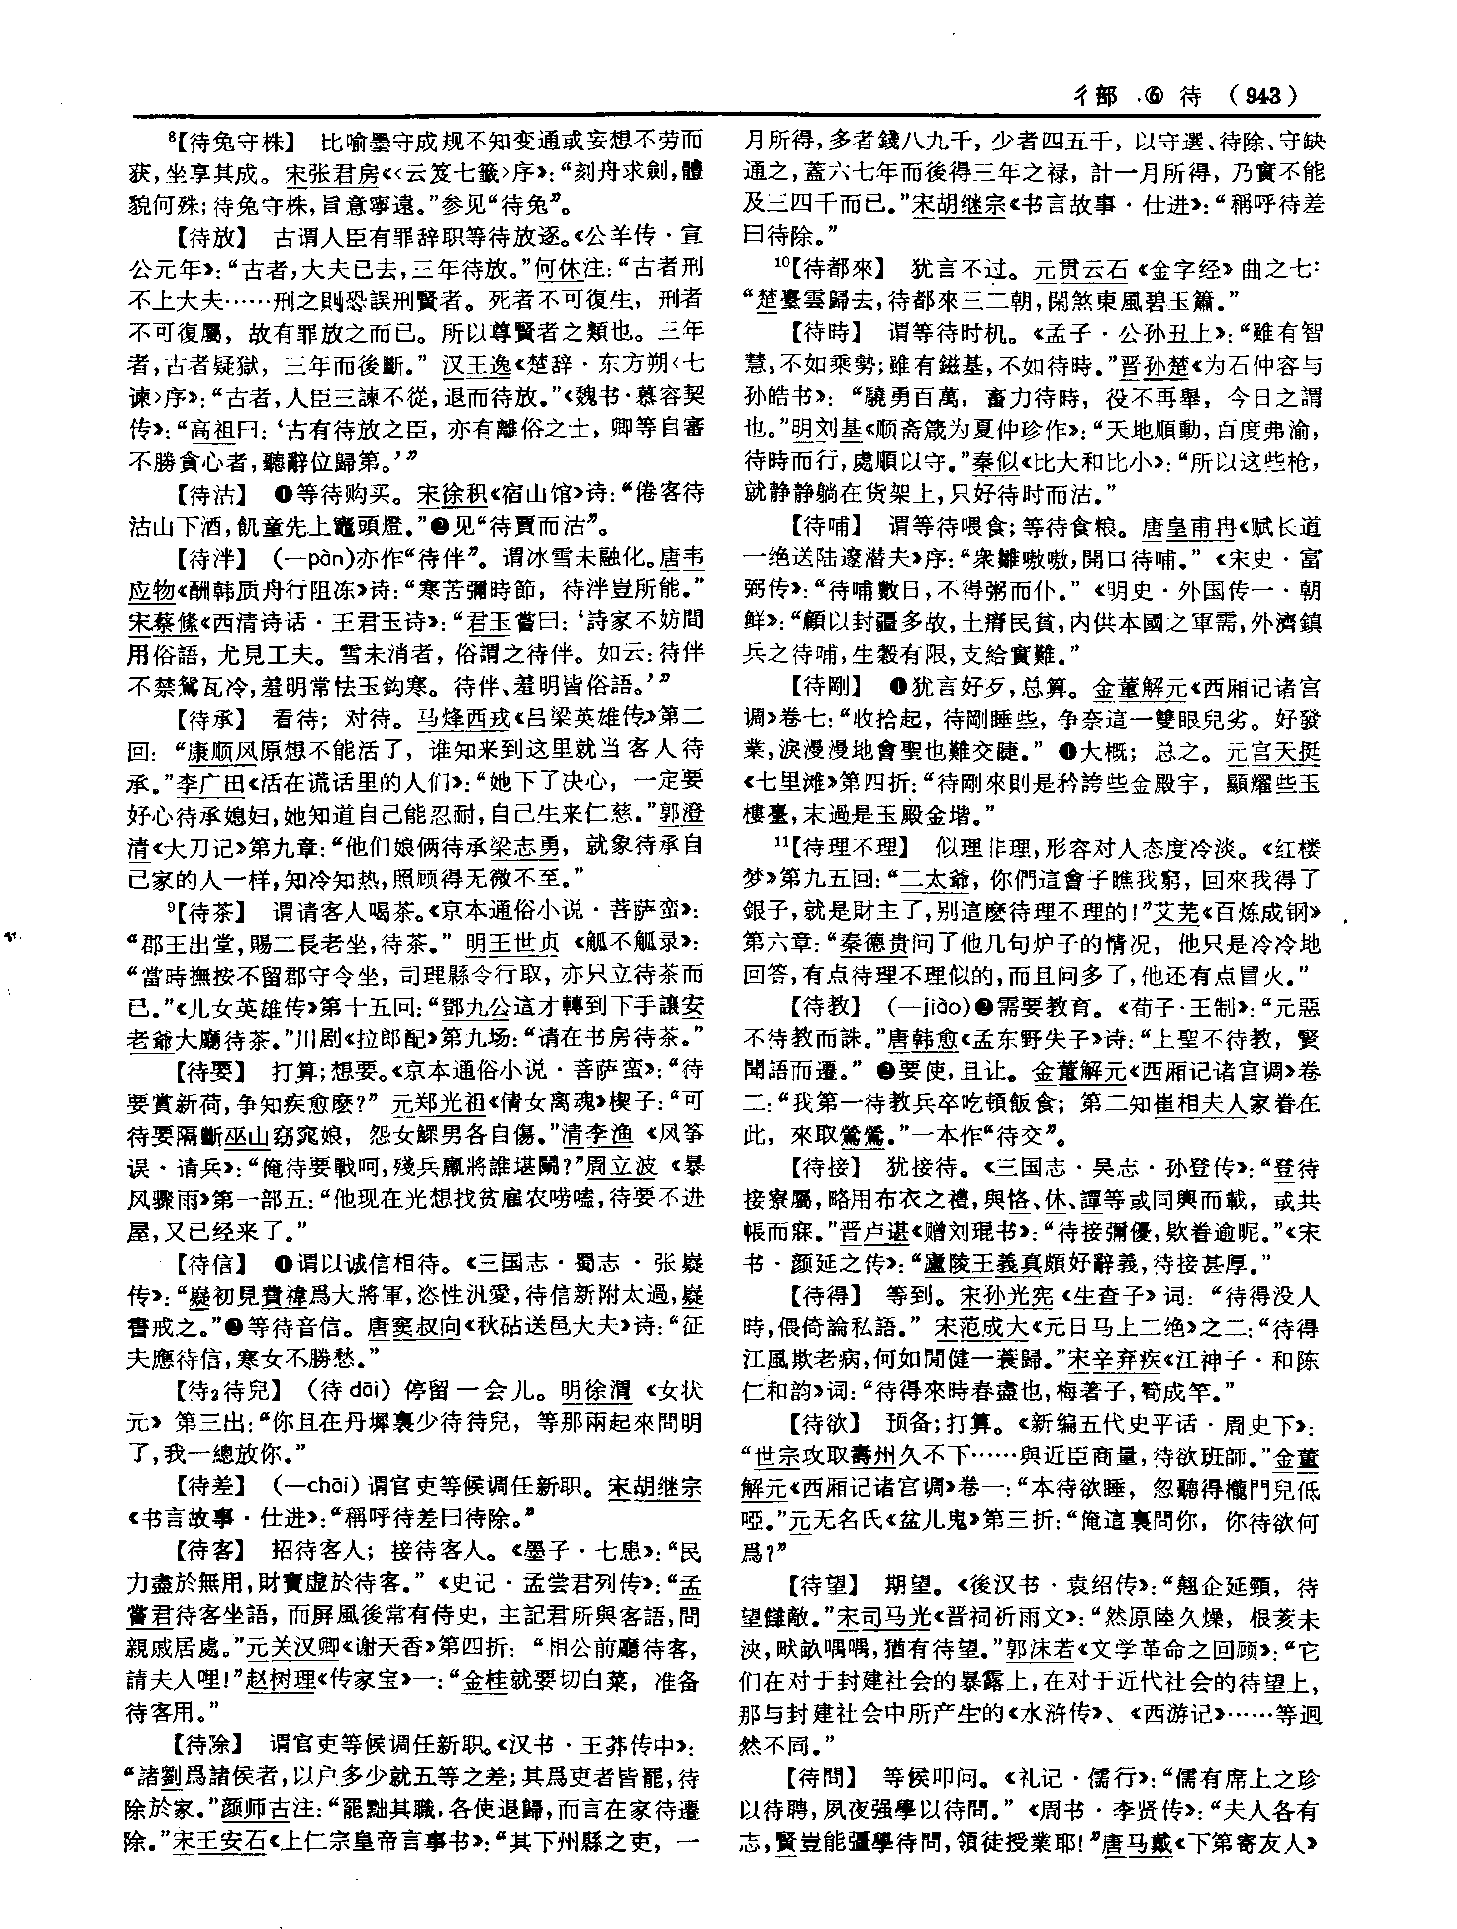 彳部 ⑥ 待 （943）
⁸【待兔守株】 比喻墨守成规不知变通或妄想不劳而
获，坐享其成。宋张君房《〈云笈七籤〉序》：“刻舟求劍，體
貌何殊；待兔守株，旨意寧遠。”参见“待兔”。
【待放】 古谓人臣有罪辞职等待放逐。《公羊传·宣
公元年》：“古者，大夫已去，三年待放。”何休注：“古者刑
不上大夫……刑之則恐誤刑賢者。死者不可復生，刑者
不可復屬，故有罪放之而已。所以尊賢者之類也。三年
者，古者疑獄，三年而後斷。” 汉王逸《楚辞·东方朔〈七
谏〉序》：“古者，人臣三諫不從，退而待放。”《魏书·慕容契
传》：“高祖曰：‘古有待放之臣，亦有離俗之士，卿等自審
不勝貪心者，聽辭位歸第。’”
【待沽】 ❶等待购买。宋徐积《宿山馆》诗：“倦客待
沽山下酒，飢童先上竈頭燈。”❷见“待賈而沽”。
【待泮】 （—pàn）亦作“待伴”。谓冰雪未融化。唐韦
应物《酬韩质舟行阻冻》诗：“寒苦彌時節，待泮豈所能。”
宋蔡絛《西清诗话·王君玉诗》：“君玉嘗曰：‘詩家不妨間
用俗語，尤見工夫。雪未消者，俗謂之待伴。如云：待伴
不禁鴛瓦冷，羞明常怯玉鈎寒。待伴、羞明皆俗語。’”
【待承】 看待；对待。马烽西戎《吕梁英雄传》第二
回：“康顺风原想不能活了，谁知来到这里就当客人待
承。”李广田《活在谎话里的人们》：“她下了决心，一定要
好心待承媳妇，她知道自己能忍耐，自己生来仁慈。”郭澄
清《大刀记》第九章：“他们娘俩待承梁志勇，就象待承自
己家的人一样，知冷知热，照顾得无微不至。”
⁹【待茶】 谓请客人喝茶。《京本通俗小说·菩萨蛮》：
“郡王出堂，賜二長老坐，待茶。” 明王世贞《觚不觚录》：
“當時撫按不留郡守令坐，司理縣令行取，亦只立待茶而
已。”《儿女英雄传》第十五回：“鄧九公這才轉到下手讓安
老爺大廳待茶。”川剧《拉郎配》第九场：“请在书房待茶。”
【待要】 打算；想要。《京本通俗小说·菩萨蛮》：“待
要賞新荷，争知疾愈麽？” 元郑光祖《倩女离魂》楔子：“可
待要隔斷巫山窈窕娘，怨女鰥男各自傷。”清李渔《风筝
误·请兵》：“俺待要戰呵，殘兵羸將誰堪鬭？”周立波《暴
风骤雨》第一部五：“他现在光想找贫雇农唠嗑，待要不进
屋，又已经来了。”
【待信】 ❶谓以诚信相待。《三国志·蜀志·张嶷
传》：“嶷初見費禕爲大將軍，恣性汎愛，待信新附太過，嶷
書戒之。”❷等待音信。唐窦叔向《秋砧送邑大夫》诗：“征
夫應待信，寒女不勝愁。”
【待₂待兒】（待 dāi）停留一会儿。明徐渭《女状
元》第三出：“你且在丹墀裏少待待兒，等那兩起來問明
了，我一總放你。”
【待差】 （—chāi）谓官吏等候调任新职。宋胡继宗
《书言故事·仕进》：“稱呼待差曰待除。”
【待客】 招待客人；接待客人。《墨子·七患》：“民
力盡於無用，財寶虛於待客。” 《史记·孟尝君列传》：“孟
嘗君待客坐語，而屏風後常有侍史，主記君所與客語，問
親戚居處。”元关汉卿《谢天香》第四折：“相公前廳待客，
請夫人哩！”赵树理《传家宝》一：“金桂就要切白菜，准备
待客用。”
【待除】 谓官吏等候调任新职。《汉书·王莽传中》：
“諸劉爲諸侯者，以户多少就五等之差；其爲吏者皆罷，待
除於家。”颜师古注：“罷黜其職，各使退歸，而言在家待遷
除。”宋王安石《上仁宗皇帝言事书》：“其下州縣之吏，一
月所得，多者錢八九千，少者四五千，以守選、待除、守缺
通之，蓋六七年而後得三年之禄，計一月所得，乃實不能
及三四千而已。”宋胡继宗《书言故事·仕进》：“稱呼待差
曰待除。”
¹⁰【待都來】 犹言不过。元贯云石《金字经》曲之七：
“楚臺雲歸去，待都來三二朝，閑煞東風碧玉簫。”
【待時】 谓等待时机。《孟子·公孙丑上》：“雖有智
慧，不如乘勢；雖有鎡基，不如待時。”晋孙楚《为石仲容与
孙皓书》：“驍勇百萬，畜力待時，役不再舉，今日之謂
也。”明刘基《顺斋箴为夏仲珍作》：“天地順動，百度弗渝，
待時而行，處順以守。”秦似《比大和比小》：“所以这些枪，
就静静躺在货架上，只好待时而沽。”
【待哺】 谓等待喂食；等待食粮。唐皇甫冉《赋长道
一绝送陆邃潜夫》序：“衆雛嗷嗷，開口待哺。” 《宋史·富
弼传》：“待哺數日，不得粥而仆。” 《明史·外国传一·朝
鲜》：“顧以封疆多故，土瘠民貧，内供本國之軍需，外濟鎮
兵之待哺，生穀有限，支給實難。”
【待剛】 ❶犹言好歹，总算。金董解元《西厢记诸宫
调》卷七：“收拾起，待剛睡些，争奈這一雙眼兒劣。好發
業，淚漫漫地會聖也難交睫。” ❶大概；总之。元宫天挺
《七里滩》第四折：“待剛來則是矜誇些金殿宇，顯耀些玉
樓臺，末過是玉殿金堦。”
¹¹【待理不理】 似理非理，形容对人态度冷淡。《红楼
梦》第九五回：“二太爺，你們這會子瞧我窮，回來我得了
銀子，就是財主了，别這麽待理不理的！”艾芜《百炼成钢》
第六章：“秦德贵问了他几句炉子的情况，他只是冷冷地
回答，有点待理不理似的，而且问多了，他还有点冒火。”
【待教】 （—jiào）❷需要教育。《荀子·王制》：“元惡
不待教而誅。”唐韩愈《孟东野失子》诗：“上聖不待教，賢
聞語而遷。” ❷要使，且让。金董解元《西厢记诸宫调》卷
二：“我第一待教兵卒吃頓飯食；第二知崔相夫人家眷在
此，來取鶯鶯。”一本作“待交”。
【待接】 犹接待。《三国志·吴志·孙登传》：“登待
接寮屬，略用布衣之禮，與恪、休、譚等或同輿而載，或共
帳而寐。”晋卢谌《赠刘琨书》：“待接彌優，欵眷逾昵。”《宋
书·颜延之传》：“廬陵王義真頗好辭義，待接甚厚。”
【待得】 等到。宋孙光宪《生查子》词：“待得没人
時，偎倚論私語。” 宋范成大《元日马上二绝》之二：“待得
江風欺老病，何如閒健一蓑歸。”宋辛弃疾《江神子·和陈
仁和韵》词：“待得來時春盡也，梅著子，筍成竿。”
【待欲】 预备；打算。《新编五代史平话·周史下》：
“世宗攻取壽州久不下……與近臣商量，待欲班師。”金董
解元《西厢记诸宫调》卷一：“本待欲睡，忽聽得櫳門兒低
啞。”元无名氏《盆儿鬼》第三折：“俺這裏問你，你待欲何
爲？”
【待望】 期望。《後汉书·袁绍传》：“翹企延頸，待
望讎敵。”宋司马光《晋祠祈雨文》：“然原陸久燥，根荄未
浹，畎畝喁喁，猶有待望。”郭沫若《文学革命之回顾》：“它
们在对于封建社会的暴露上，在对于近代社会的待望上，
那与封建社会中所产生的《水浒传》、《西游记》……等迥
然不同。”
【待問】 等候叩问。《礼记·儒行》：“儒有席上之珍
以待聘，夙夜强學以待問。” 《周书·李贤传》：“夫人各有
志，賢豈能彊學待問，領徒授業耶！”唐马戴《下第寄友人》